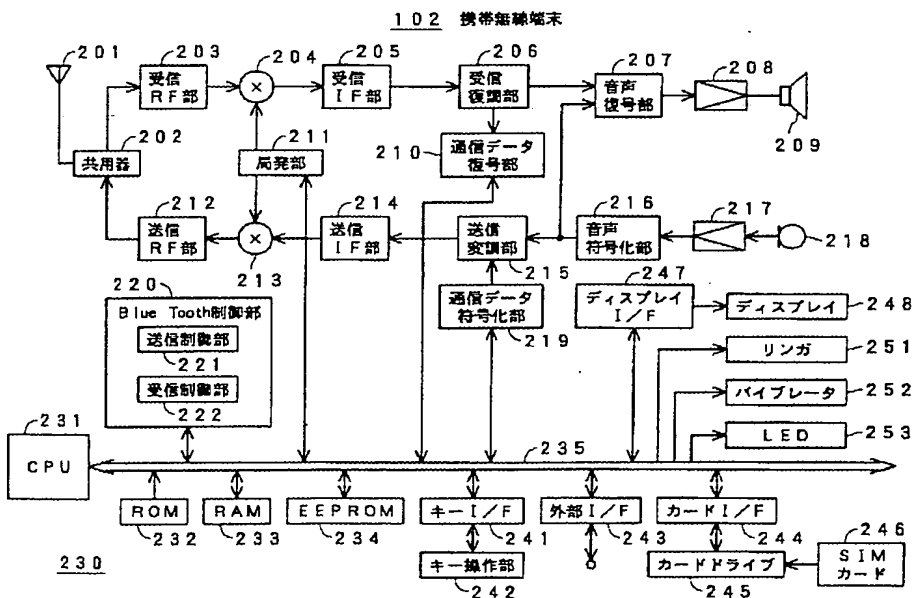 102 携帯無線端末
201
203
204
205
206
207
208
受信
RF部
×
受信
IF部
受信
復調部
音声
復号部
209
202
211
210
共用器
局発部
通信データ
復号部
212
214
216
217
送信
RF部
×
送信
IF部
送信
変調部
音声
符号化部
218
213
215
247
220
Blue Tooth制御部
通信データ
符号化部
219
ディスプレイ
I/F
ディスプレイ
248
送信制御部
221
リンガ
251
受信制御部
222
バイブレータ
252
231
LED
253
CPU
235
ROM
RAM
EEPROM
キーI/F
外部I/F
カードI/F
232
233
234
241
243
244
246
230
キー操作部
242
カードドライブ
245
SIM
カード